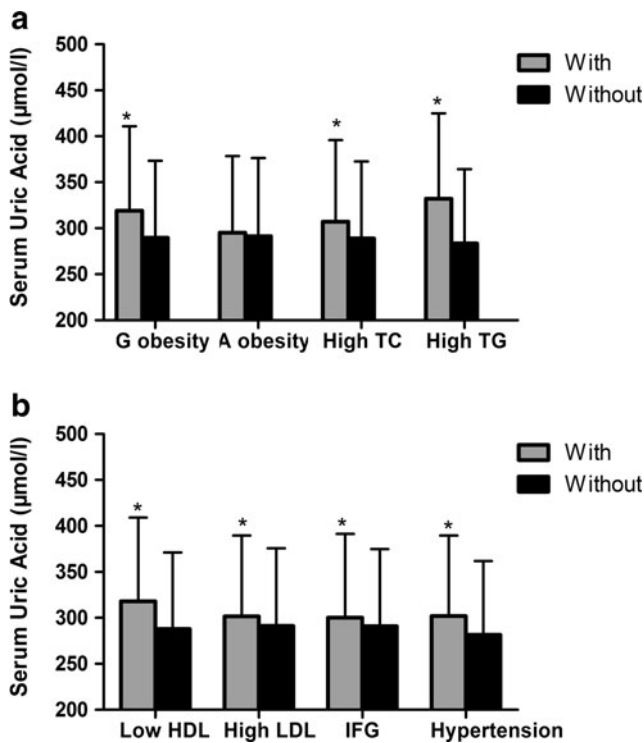 a
Serum Uric Acid (µmol/l)
500
450
400
350
300
250
200
* * *
With
Without
G obesity A obesity High TC High TG
b
Serum Uric Acid (µmol/l)
500
450
400
350
300
250
200
* * * *
With
Without
Low HDL High LDL IFG Hypertension